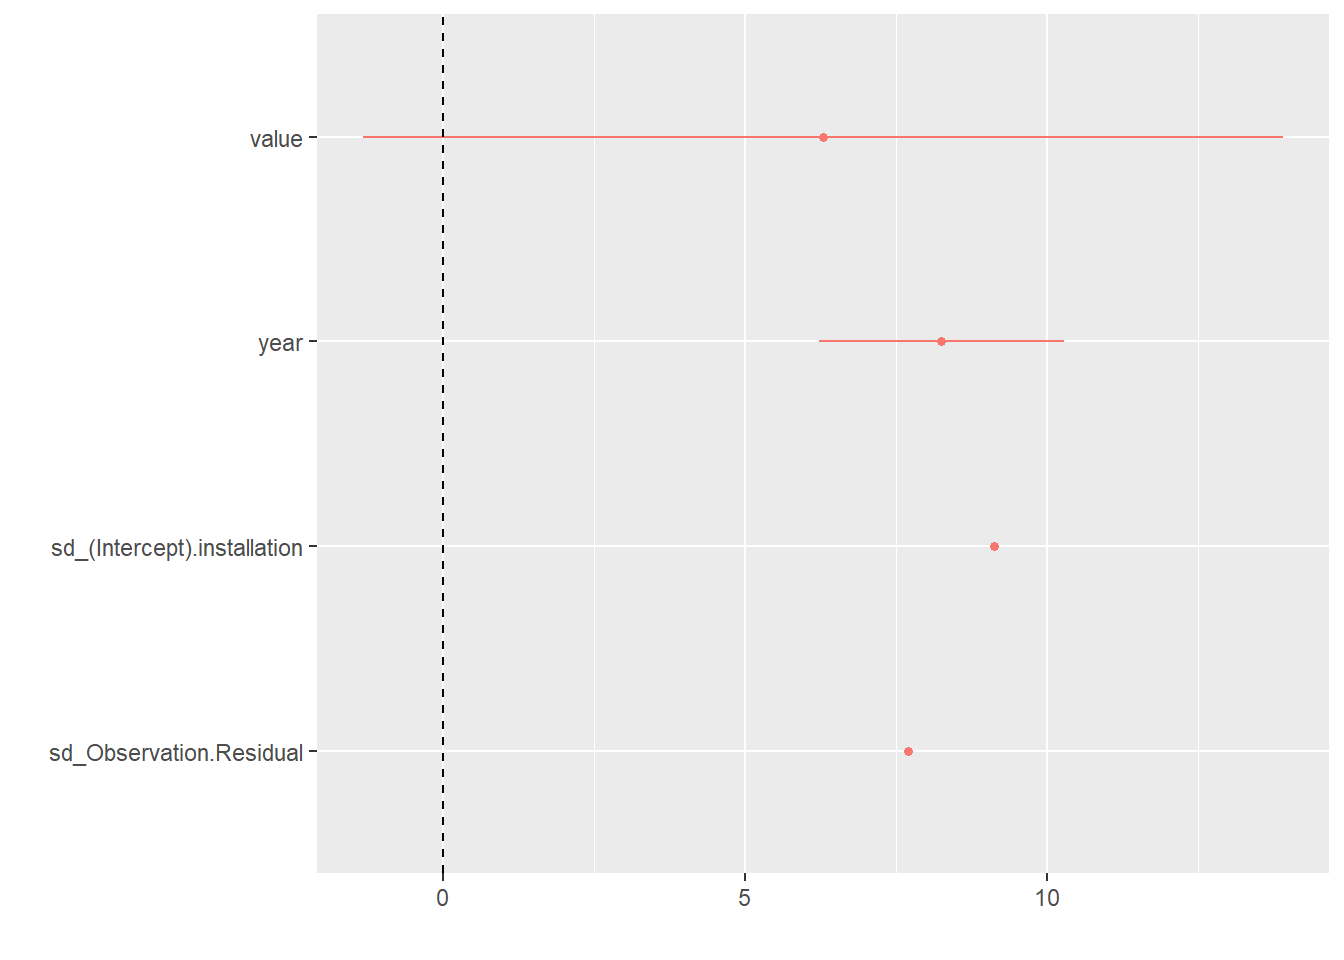 value
year
sd_(Intercept).installation
sd_Observation.Residual
0 5 10